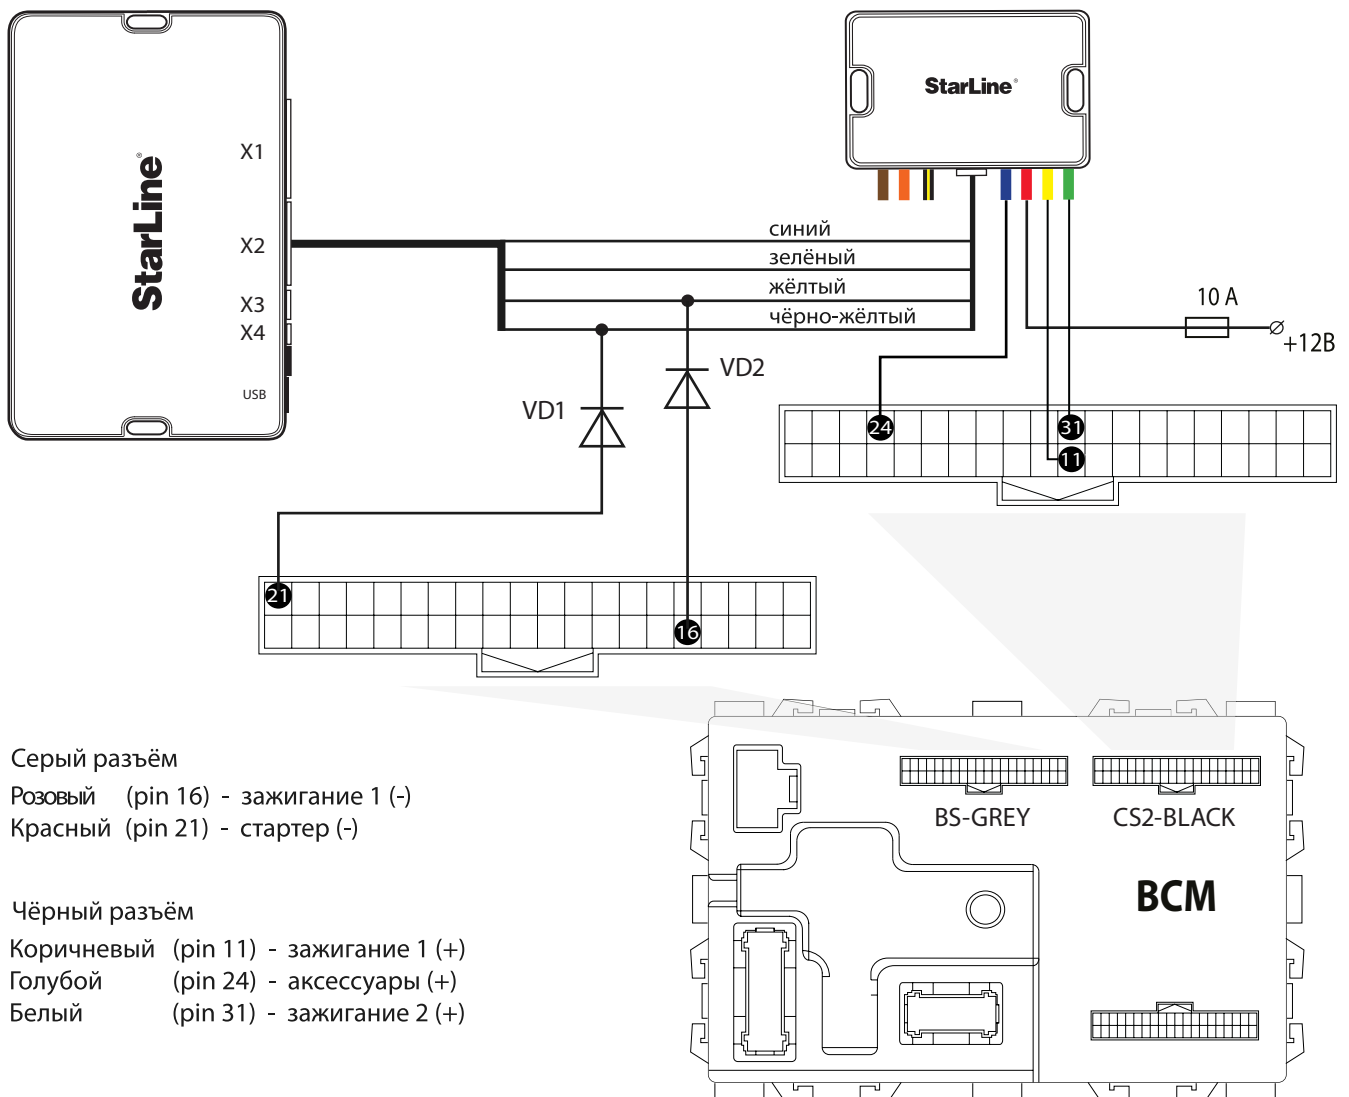 StarLine®
X1
X2
X3
X4
USB
StarLine®
синий
зелёный
жёлтый
чёрно-жёлтый
10 А
+12В
VD1
VD2
24
31
11
21
16
Серый разъём
Розовый (pin 16) - зажигание 1 (-)
Красный (pin 21) - стартер (-)
Чёрный разъём
Коричневый (pin 11) - зажигание 1 (+)
Голубой (pin 24) - аксессуары (+)
Белый (pin 31) - зажигание 2 (+)
BS-GREY
CS2-BLACK
BCM